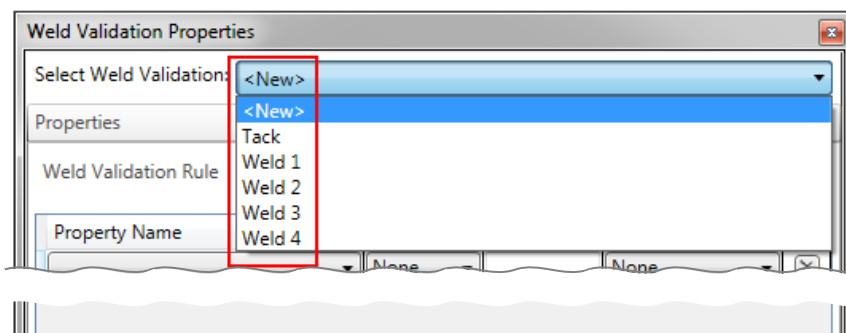 Weld Validation Properties
Select Weld Validation: <New>
<New>
Properties
Tack
Weld 1
Weld Validation Rule
Weld 2
Weld 3
Property Name
Weld 4
None
None